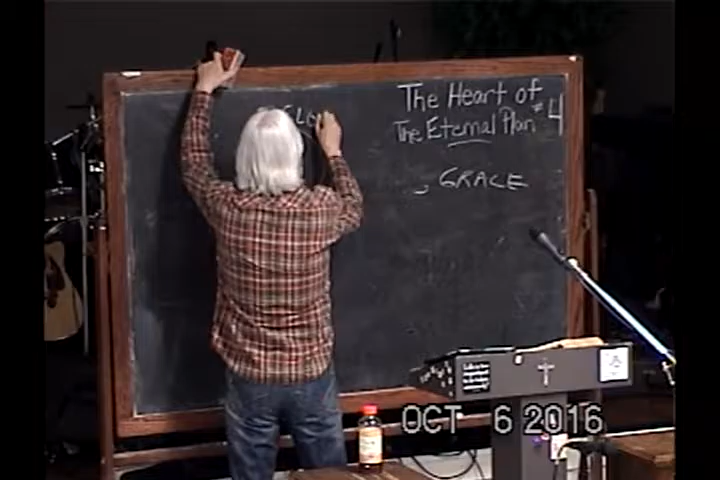 The Heart of
The Eternal Plan #4
GRACE
OCT 6 2016